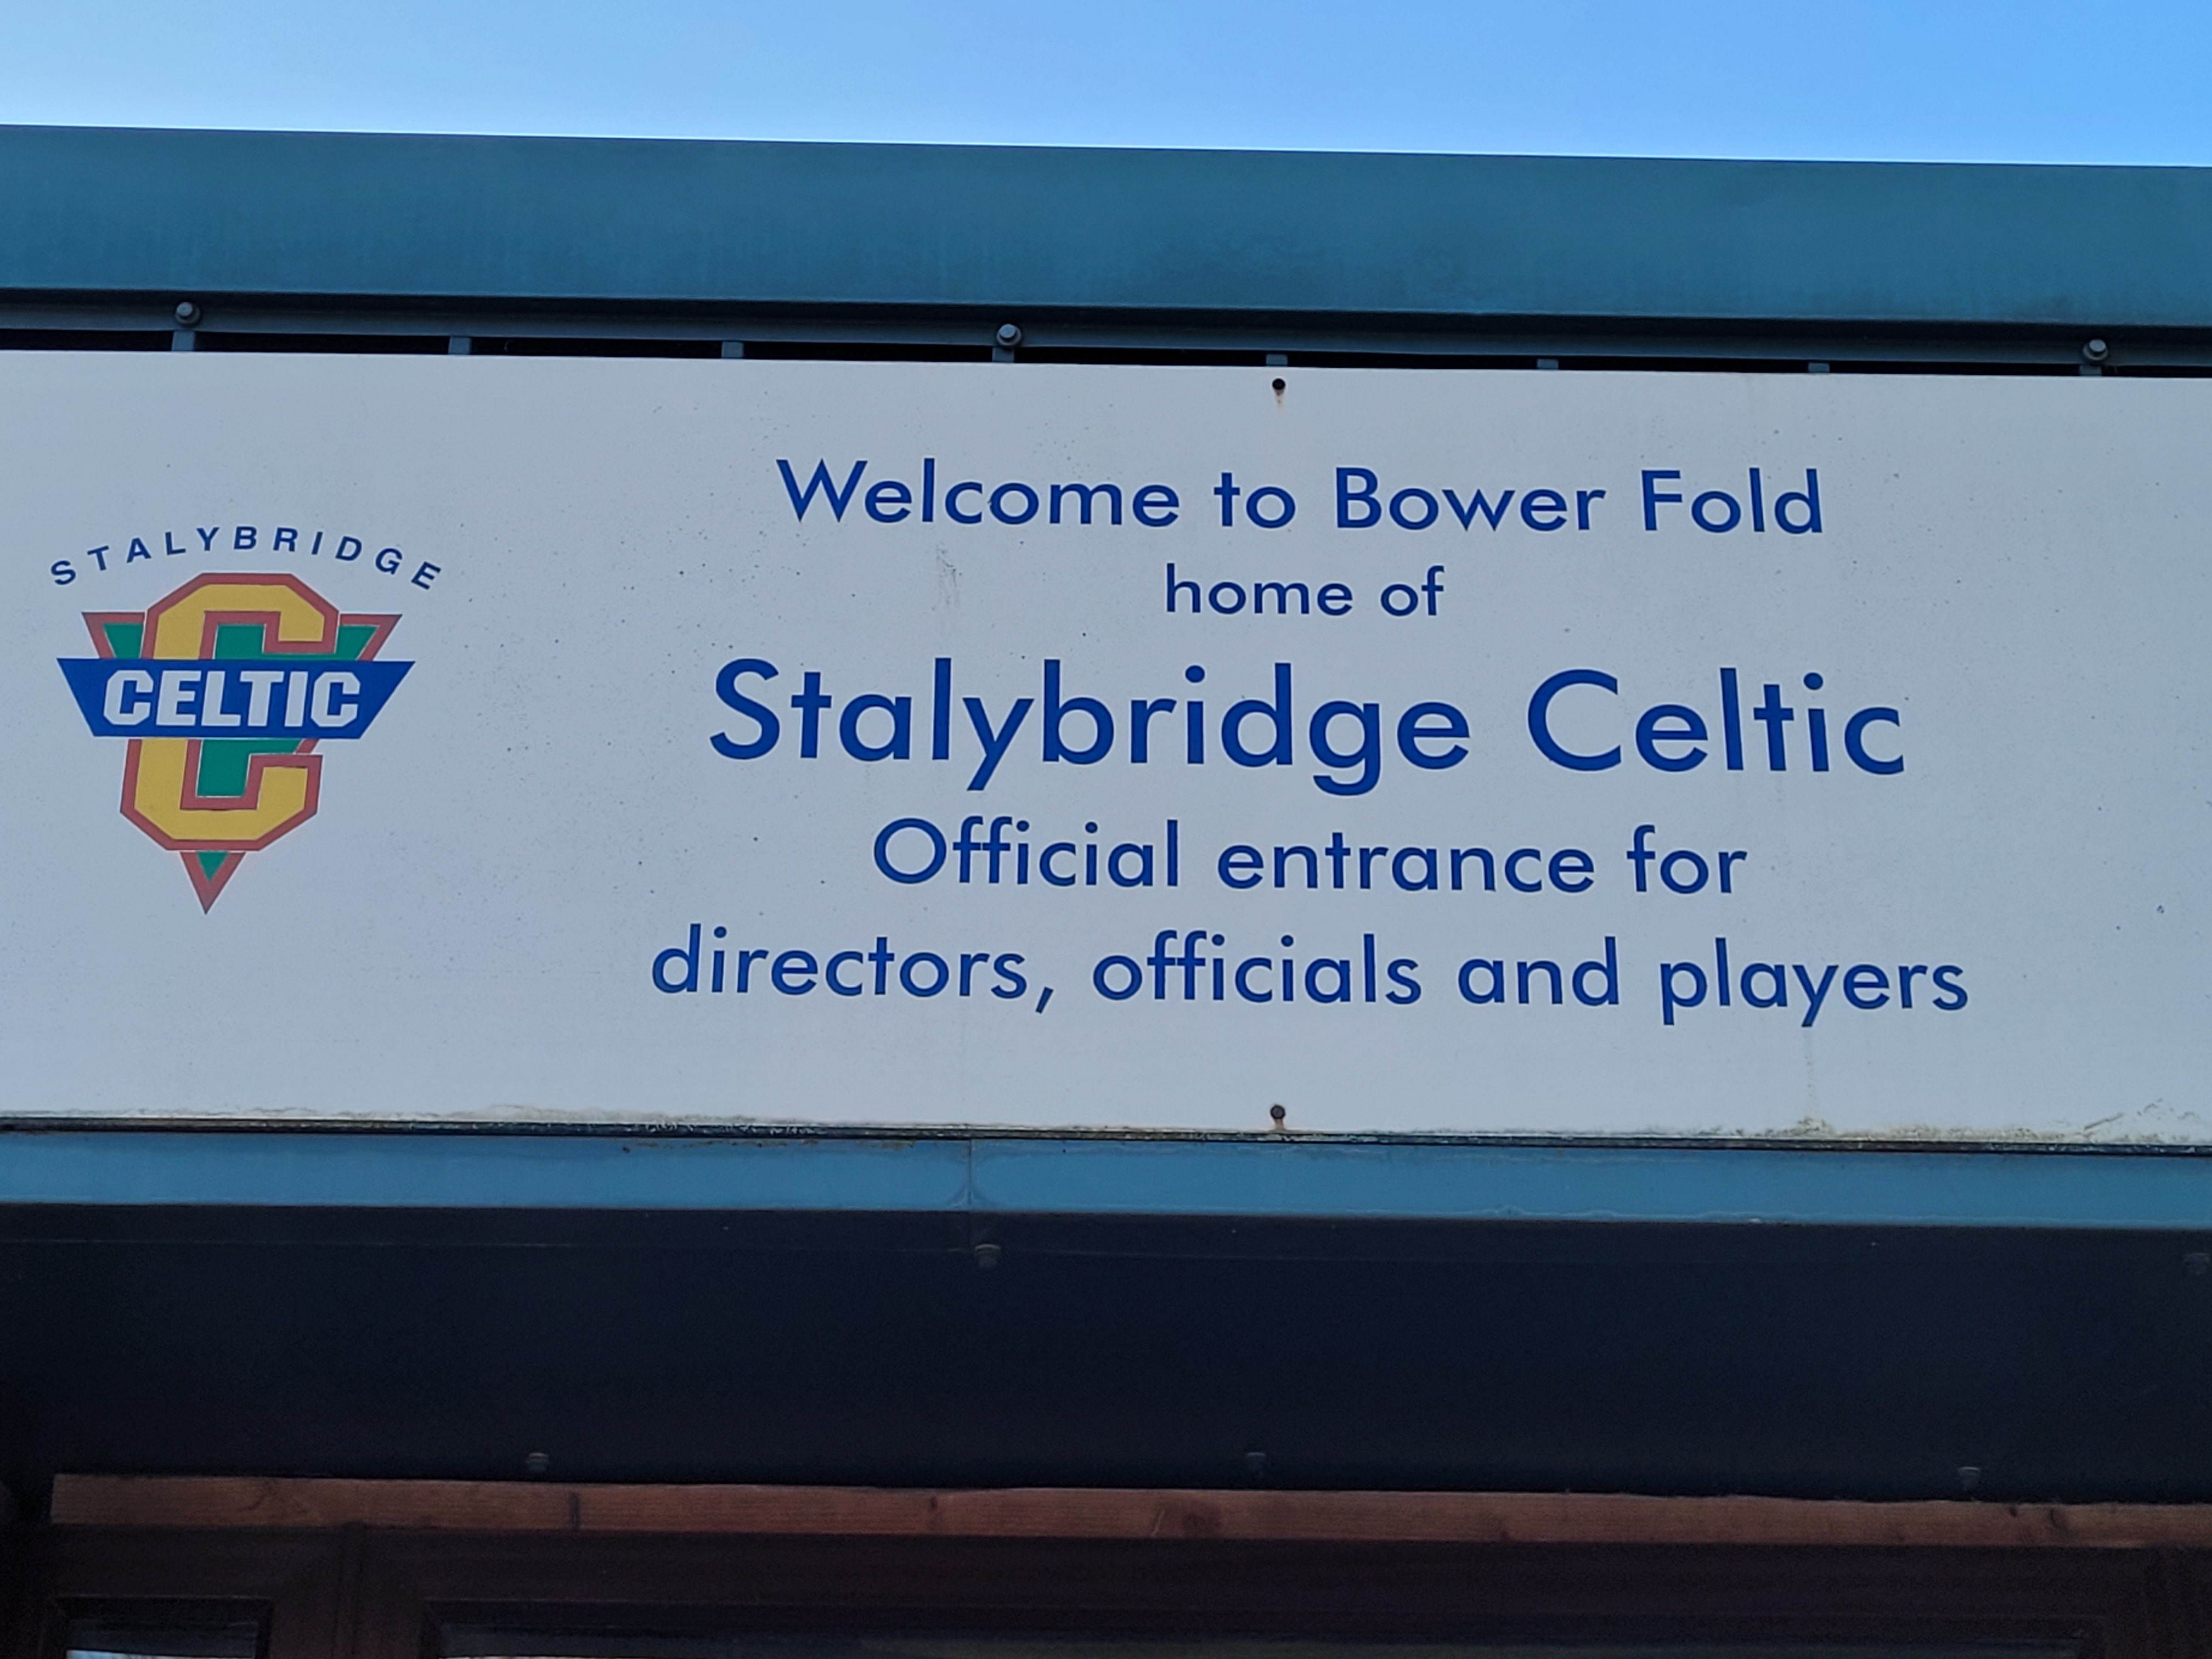 STALYBRIDGE
CELTIC
Welcome to Bower Fold
home of
Stalybridge Celtic
Official entrance for
directors, officials and players